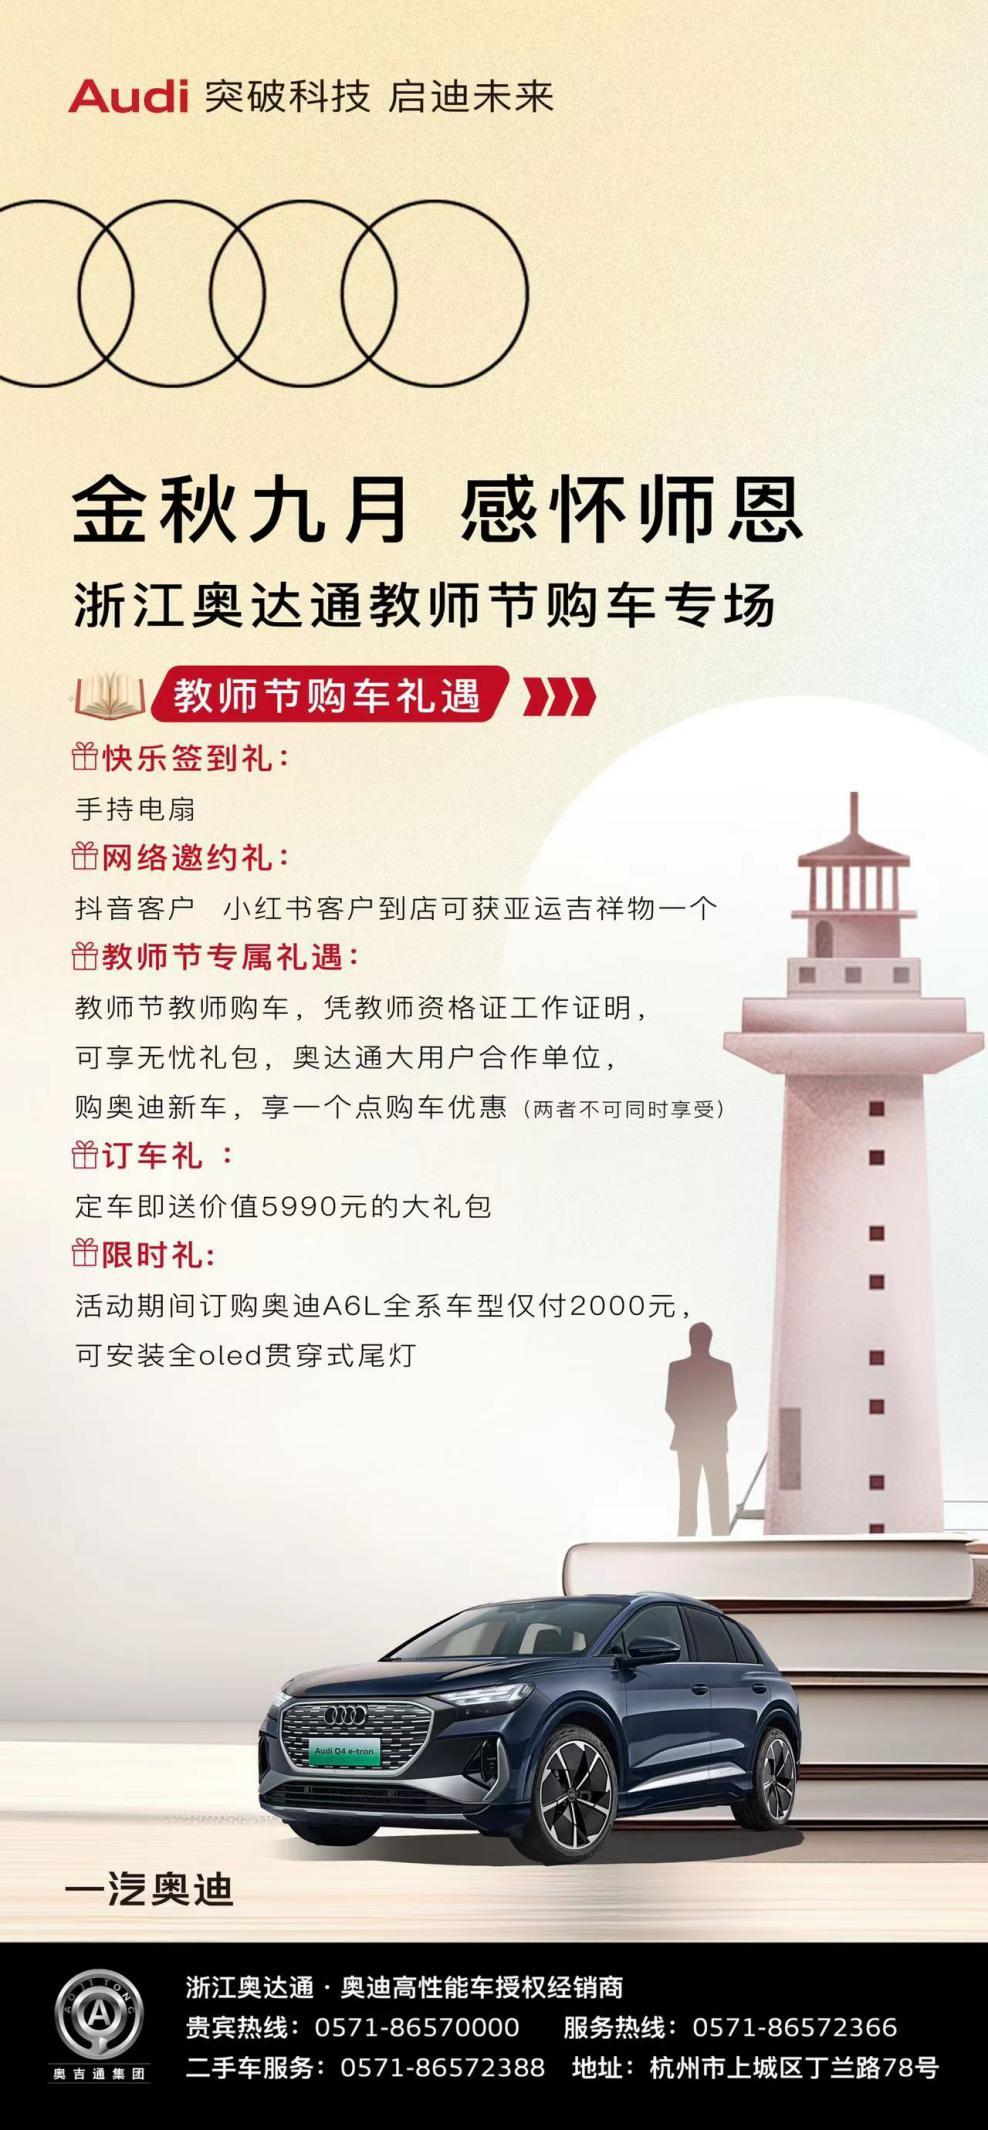 Audi 突破科技 启迪未来
金秋九月 感怀师恩
浙江奥达通教师节购车专场
教师节购车礼遇
快乐签到礼：
手持电扇
网络邀约礼：
抖音客户 小红书客户到店可获亚运吉祥物一个
教师节专属礼遇：
教师节教师购车，凭教师资格证工作证明，
可享无忧礼包，奥达通大用户合作单位，
购奥迪新车，享一个点购车优惠（两者不可同时享受）
订车礼 ：
定车即送价值5990元的大礼包
限时礼:
活动期间订购奥迪A6L全系车型仅付2000元，
可安装全oled贯穿式尾灯
Audi Q4 e-tron
一汽奥迪
AOJITONG
A
奥吉通集团
浙江奥达通·奥迪高性能车授权经销商
贵宾热线：0571-86570000 服务热线：0571-86572366
二手车服务：0571-86572388 地址：杭州市上城区丁兰路78号